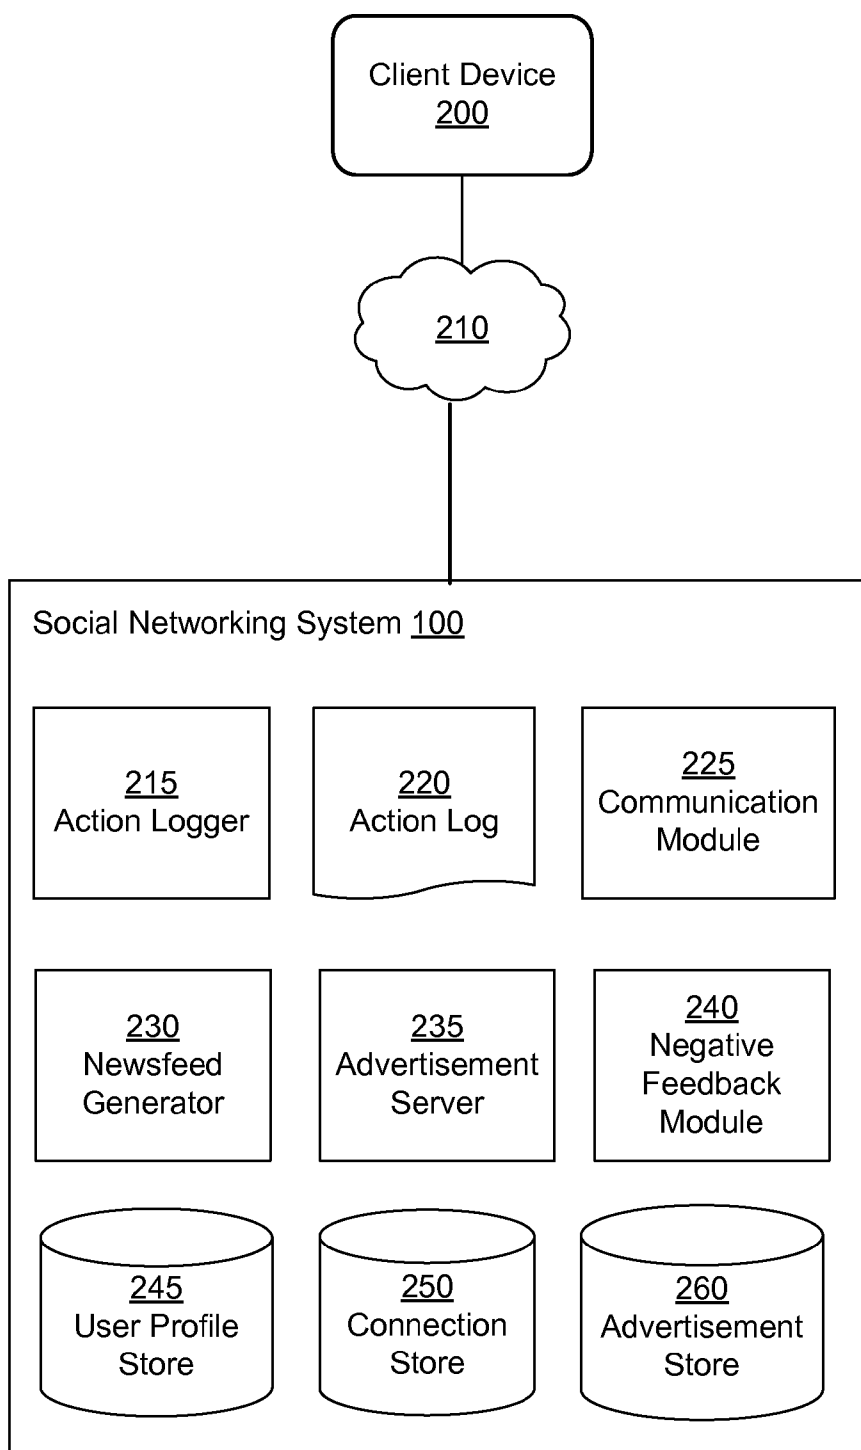 Client Device
200
210
Social Networking System 100
215
Action Logger
220
Action Log
225
Communication
Module
230
Newsfeed
Generator
235
Advertisement
Server
240
Negative
Feedback
Module
245
User Profile
Store
250
Connection
Store
260
Advertisement
Store